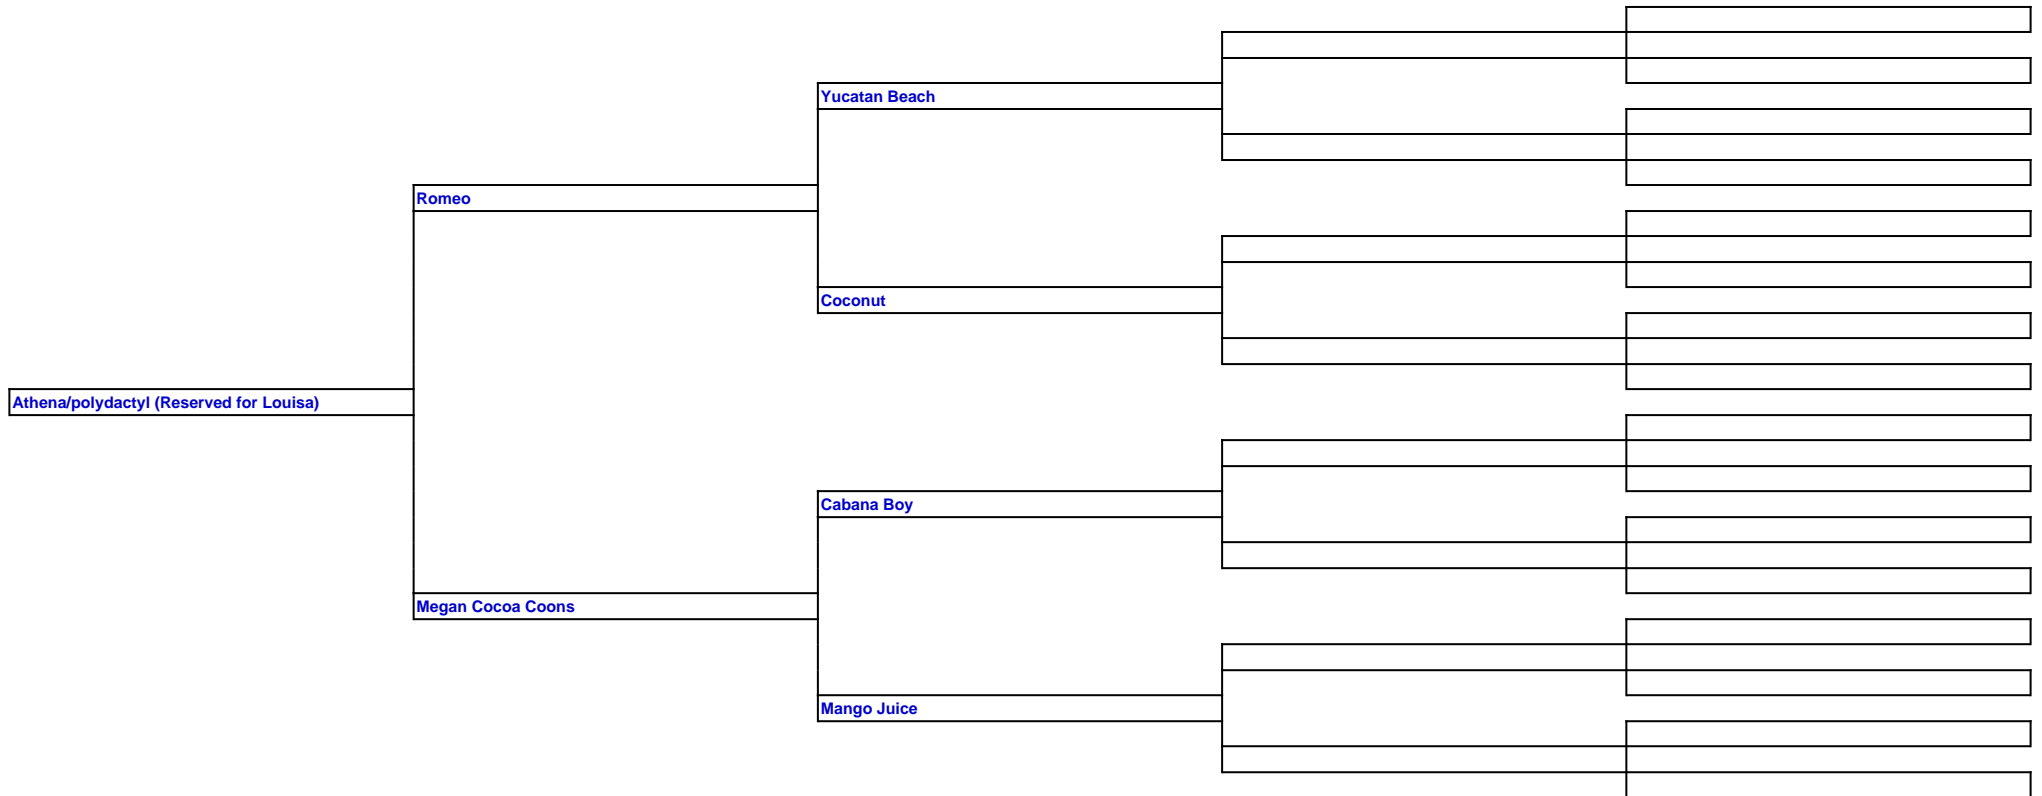 Yucatan Beach
Romeo
Coconut
Athena/polydactyl (Reserved for Louisa)
Cabana Boy
Megan Cocoa Coons
Mango Juice